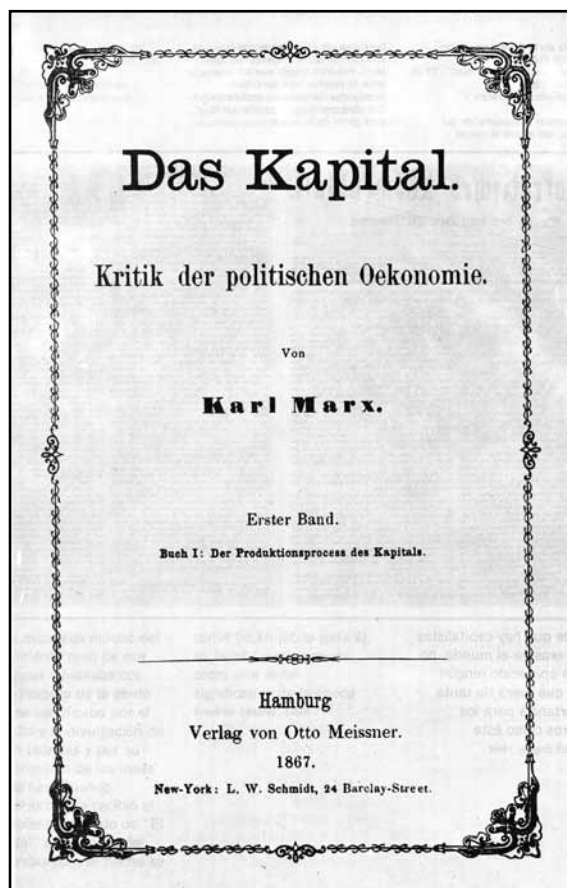 Das Kapital.
Kritik der politischen Oekonomie.
Von
Karl Marx.
Erster Band.
Buch I: Der Produktionsprocess des Kapitals.
Hamburg
Verlag von Otto Meissner.
1867.
New-York: L. W. Schmidt, 24 Barclay-Street.